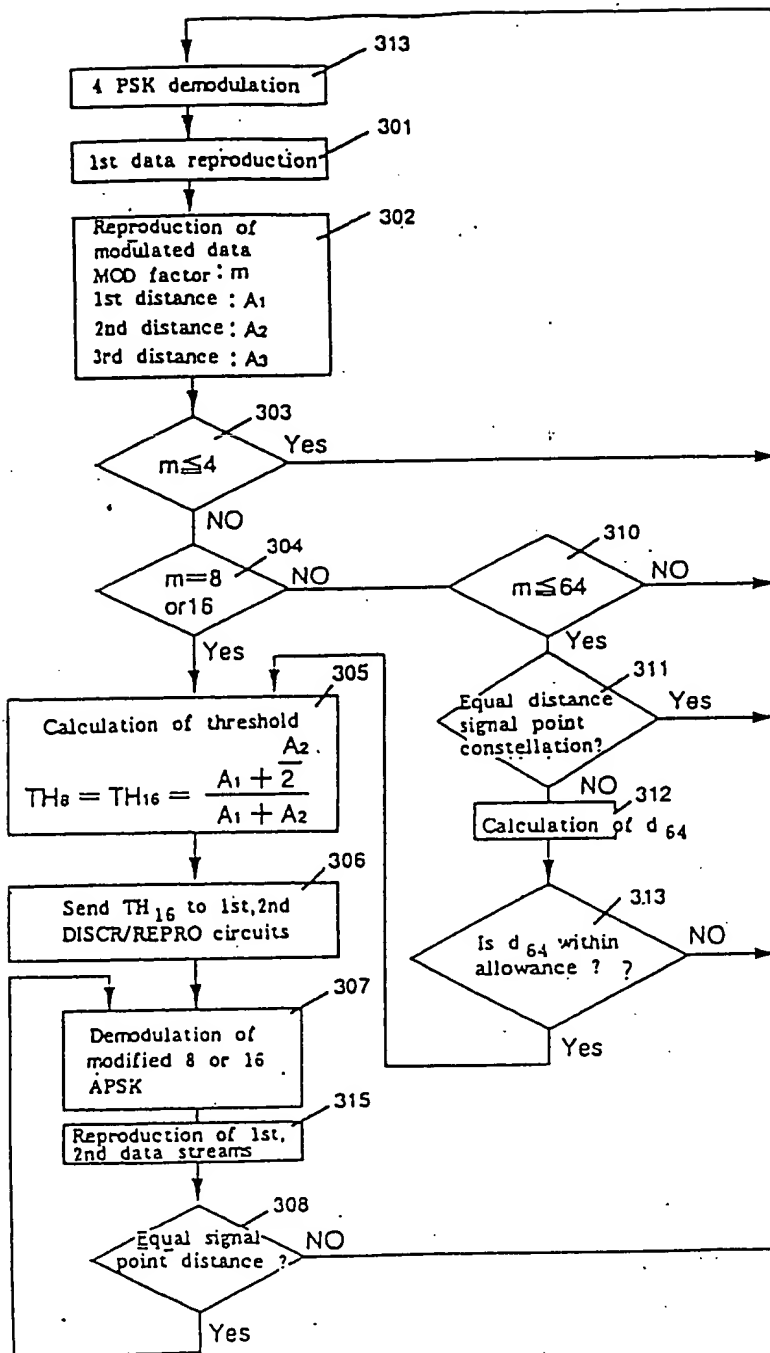 313
4 PSK demodulation
301
1st data reproduction
302
Reproduction of
modulated data
MOD factor : m
1st distance : A1
2nd distance : A2
3rd distance : A3
303
m≦4
Yes
NO
304
m=8
or16
NO
Yes
310
m≦64
NO
Yes
311
Equal distance
signal point
constellation?
Yes
NO
312
Calculation of d 64
313
Is d 64 within
allowance ? ?
NO
Yes
305
Calculation of threshold
TH8 = TH16 = (A1 + A2/2) / (A1 + A2)
306
Send TH16 to 1st,2nd
DISCR/REPRO circuits
307
Demodulation of
modified 8 or 16
APSK
315
Reproduction of 1st,
2nd data streams
308
Equal signal
point distance ?
NO
Yes